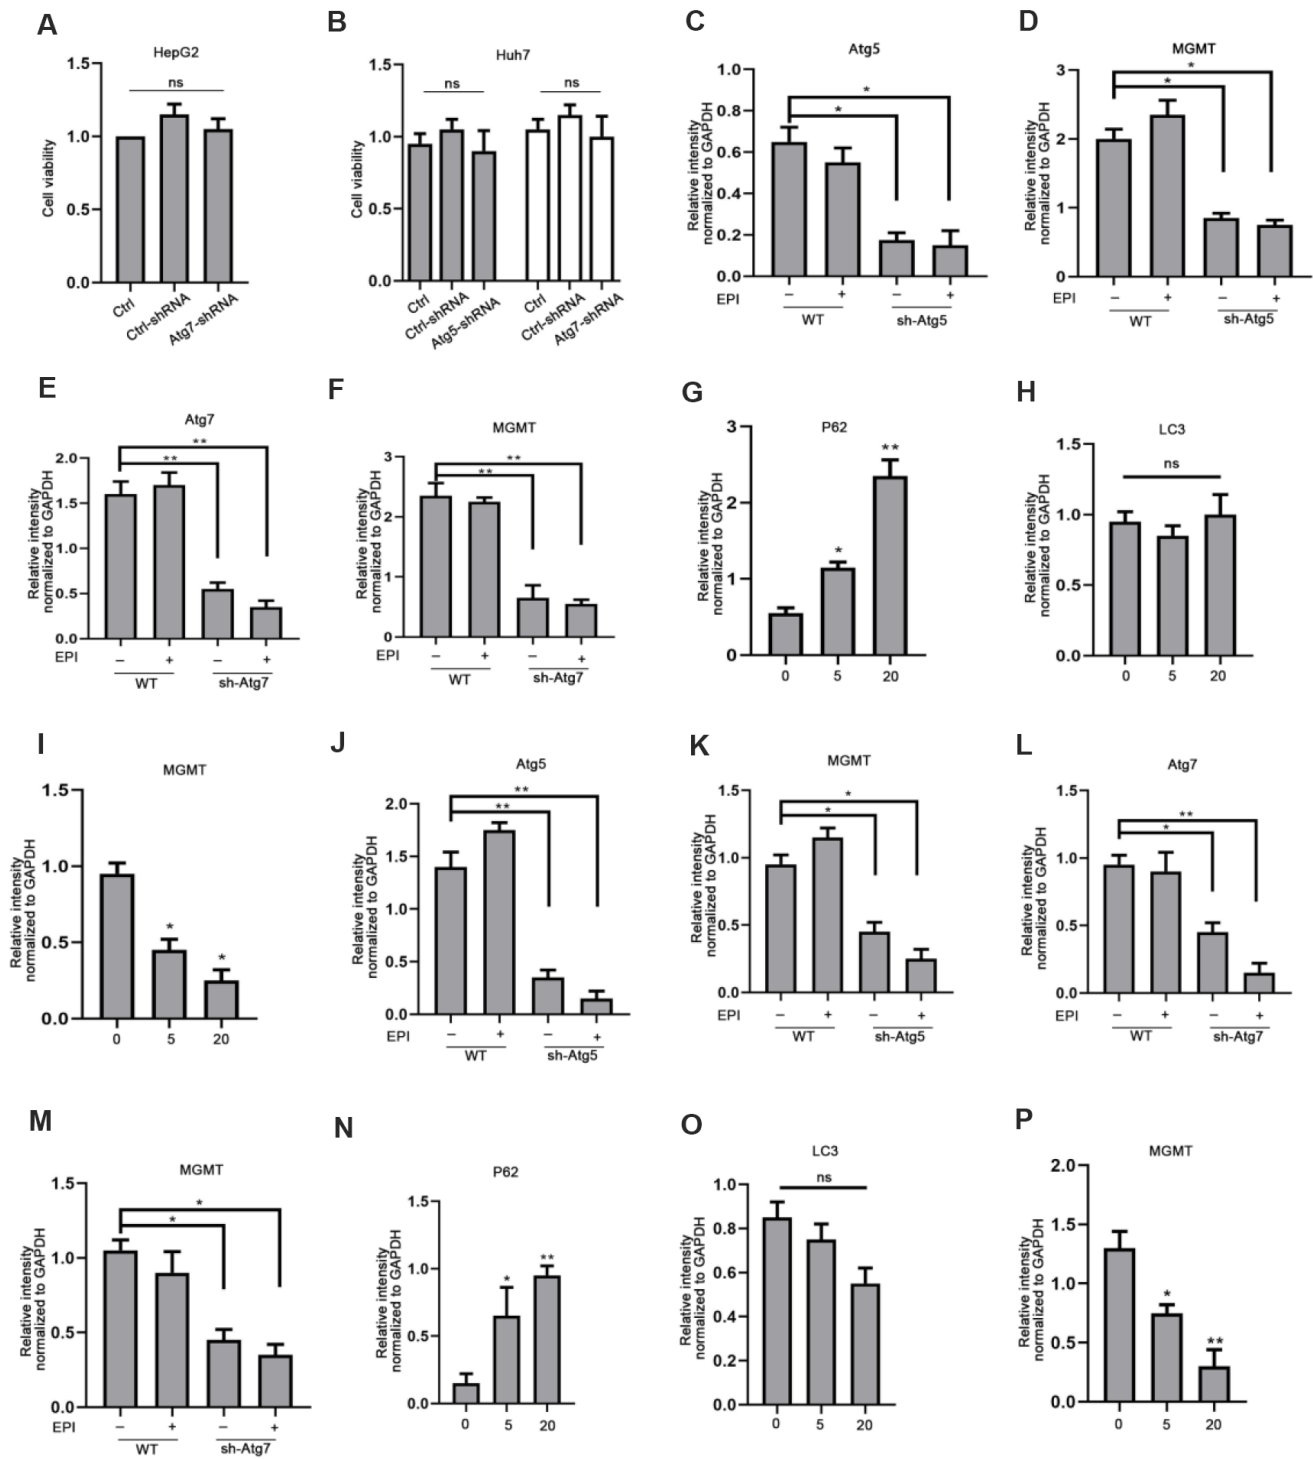 A
HepG2
ns
1.5
1.0
0.5
0.0
Cell viability
Ctrl
Ctrl-shRNA
Atg7-shRNA
B
Huh7
ns
ns
1.5
1.0
0.5
0.0
Cell viability
Ctrl
Ctrl-shRNA
Atg5-shRNA
Ctrl
Ctrl-shRNA
Atg7-shRNA
C
Atg5
1.0
0.8
0.6
0.4
0.2
0.0
Relative intensity
normalized to GAPDH
*
*
EPI – + – +
WT sh-Atg5
D
MGMT
3
2
1
0
Relative intensity
normalized to GAPDH
*
*
EPI – + – +
WT sh-Atg5
E
Atg7
2.0
1.5
1.0
0.5
0.0
Relative intensity
normalized to GAPDH
**
**
EPI – + – +
WT sh-Atg7
F
MGMT
3
2
1
0
Relative intensity
normalized to GAPDH
**
**
EPI – + – +
WT sh-Atg7
G
P62
3
2
1
0
Relative intensity
normalized to GAPDH
*
**
0 5 20
H
LC3
ns
1.5
1.0
0.5
0.0
Relative intensity
normalized to GAPDH
0 5 20
I
MGMT
1.5
1.0
0.5
0.0
Relative intensity
normalized to GAPDH
*
*
0 5 20
J
Atg5
2.0
1.5
1.0
0.5
0.0
Relative intensity
normalized to GAPDH
**
**
EPI – + – +
WT sh-Atg5
K
MGMT
1.5
1.0
0.5
0.0
Relative intensity
normalized to GAPDH
*
*
EPI – + – +
WT sh-Atg5
L
Atg7
1.5
1.0
0.5
0.0
Relative intensity
normalized to GAPDH
**
*
EPI – + – +
WT sh-Atg7
M
MGMT
1.5
1.0
0.5
0.0
Relative intensity
normalized to GAPDH
*
*
EPI – + – +
WT sh-Atg7
N
P62
1.5
1.0
0.5
0.0
Relative intensity
normalized to GAPDH
*
**
0 5 20
O
LC3
ns
1.0
0.8
0.6
0.4
0.2
0.0
Relative intensity
normalized to GAPDH
0 5 20
P
MGMT
2.0
1.5
1.0
0.5
0.0
Relative intensity
normalized to GAPDH
*
**
0 5 20